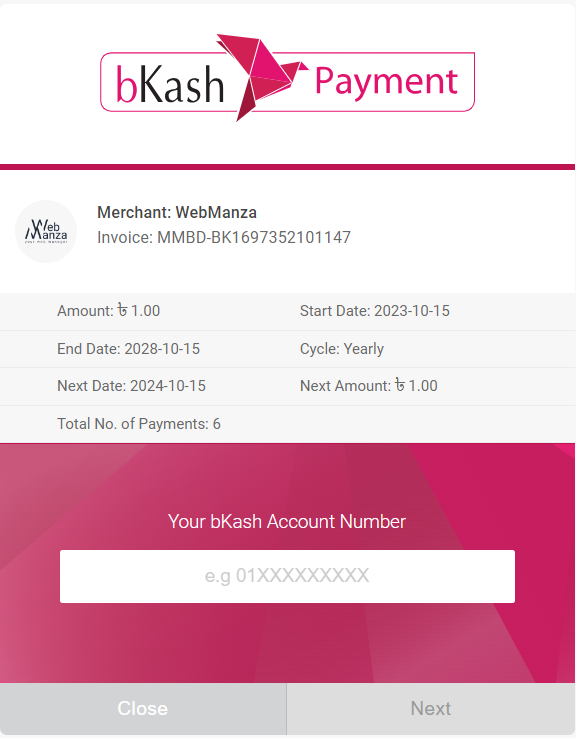 bKash Payment
Web Manza
YOUR WEB MANAGER
Merchant: WebManza
Invoice: MMBD-BK1697352101147
Amount: ৳ 1.00 Start Date: 2023-10-15
End Date: 2028-10-15 Cycle: Yearly
Next Date: 2024-10-15 Next Amount: ৳ 1.00
Total No. of Payments: 6
Your bKash Account Number
e.g 01XXXXXXXXX
Close Next